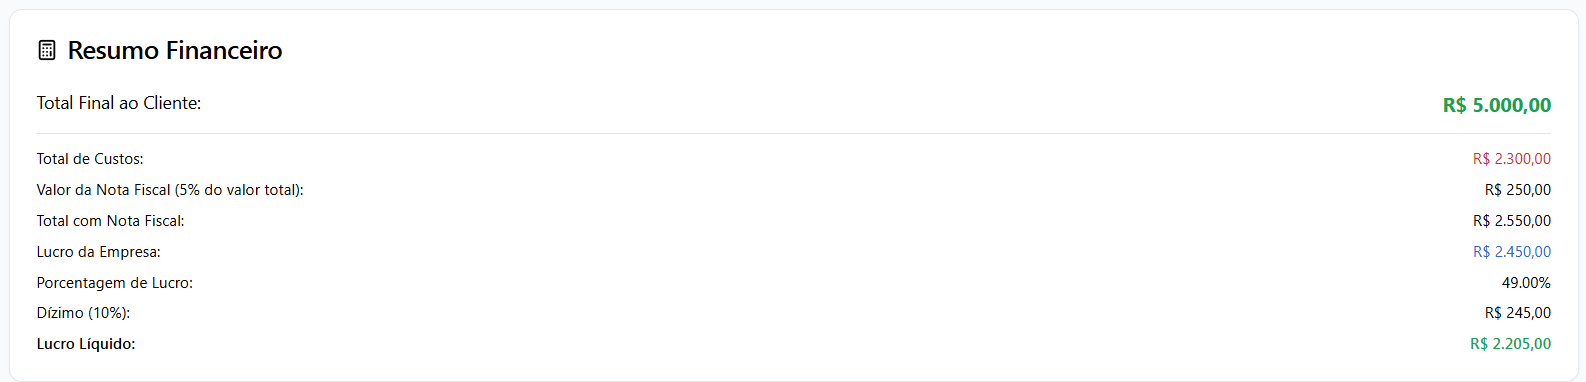 Resumo Financeiro
Total Final ao Cliente: R$ 5.000,00
Total de Custos: R$ 2.300,00
Valor da Nota Fiscal (5% do valor total): R$ 250,00
Total com Nota Fiscal: R$ 2.550,00
Lucro da Empresa: R$ 2.450,00
Porcentagem de Lucro: 49.00%
Dízimo (10%): R$ 245,00
Lucro Líquido: R$ 2.205,00